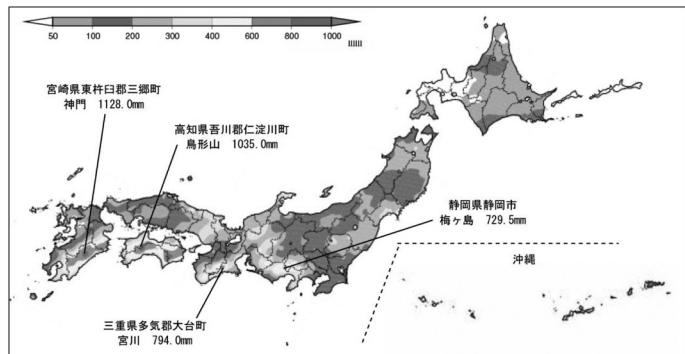 50 100 200 300 400 600 800 1000
mm
宮崎県東杵臼郡三郷町
神門 1128.0mm
高知県吾川郡仁淀川町
鳥形山 1035.0mm
静岡県静岡市
梅ヶ島 729.5mm
沖縄
三重県多気郡大台町
宮川 794.0mm